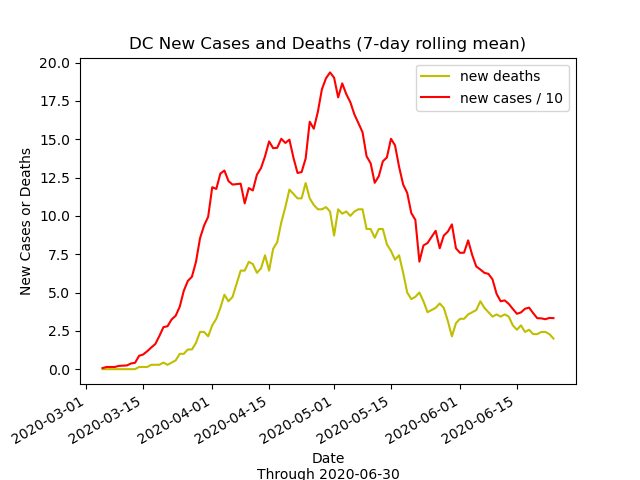 DC New Cases and Deaths (7-day rolling mean)
20.0
17.5
15.0
12.5
10.0
7.5
5.0
2.5
0.0
New Cases or Deaths
new deaths
new cases / 10
2020-03-01
2020-03-15
2020-04-01
2020-04-15
2020-05-01
2020-05-15
2020-06-01
2020-06-15
Date
Through 2020-06-30